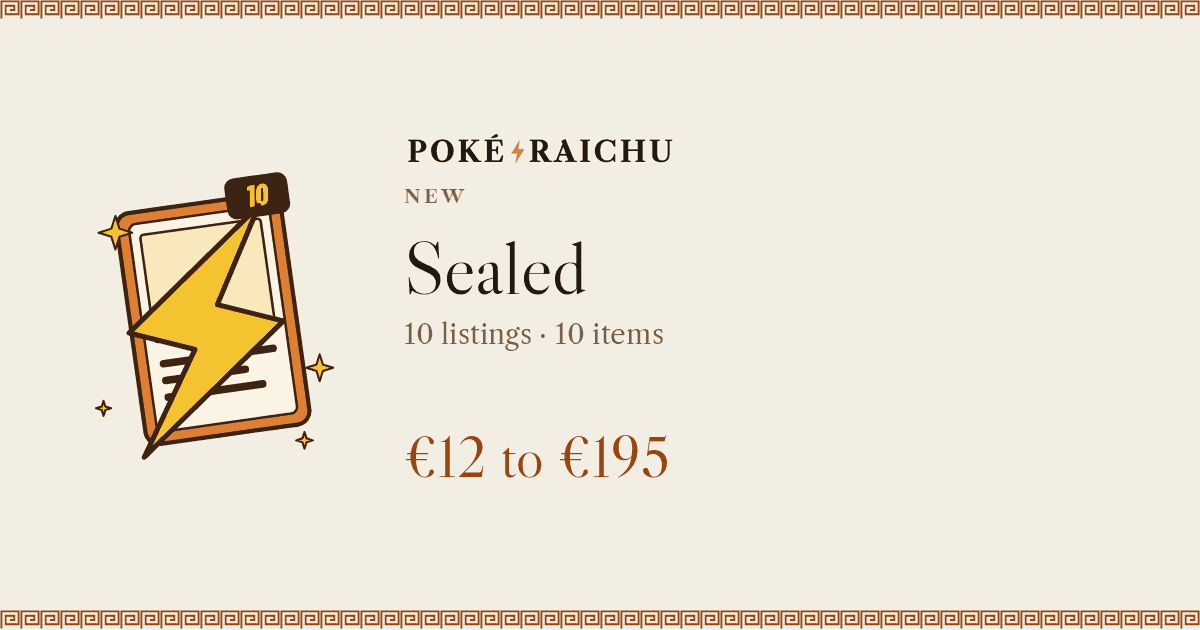 10
POKÉ RAICHU
NEW
Sealed
10 listings · 10 items
€12 to €195